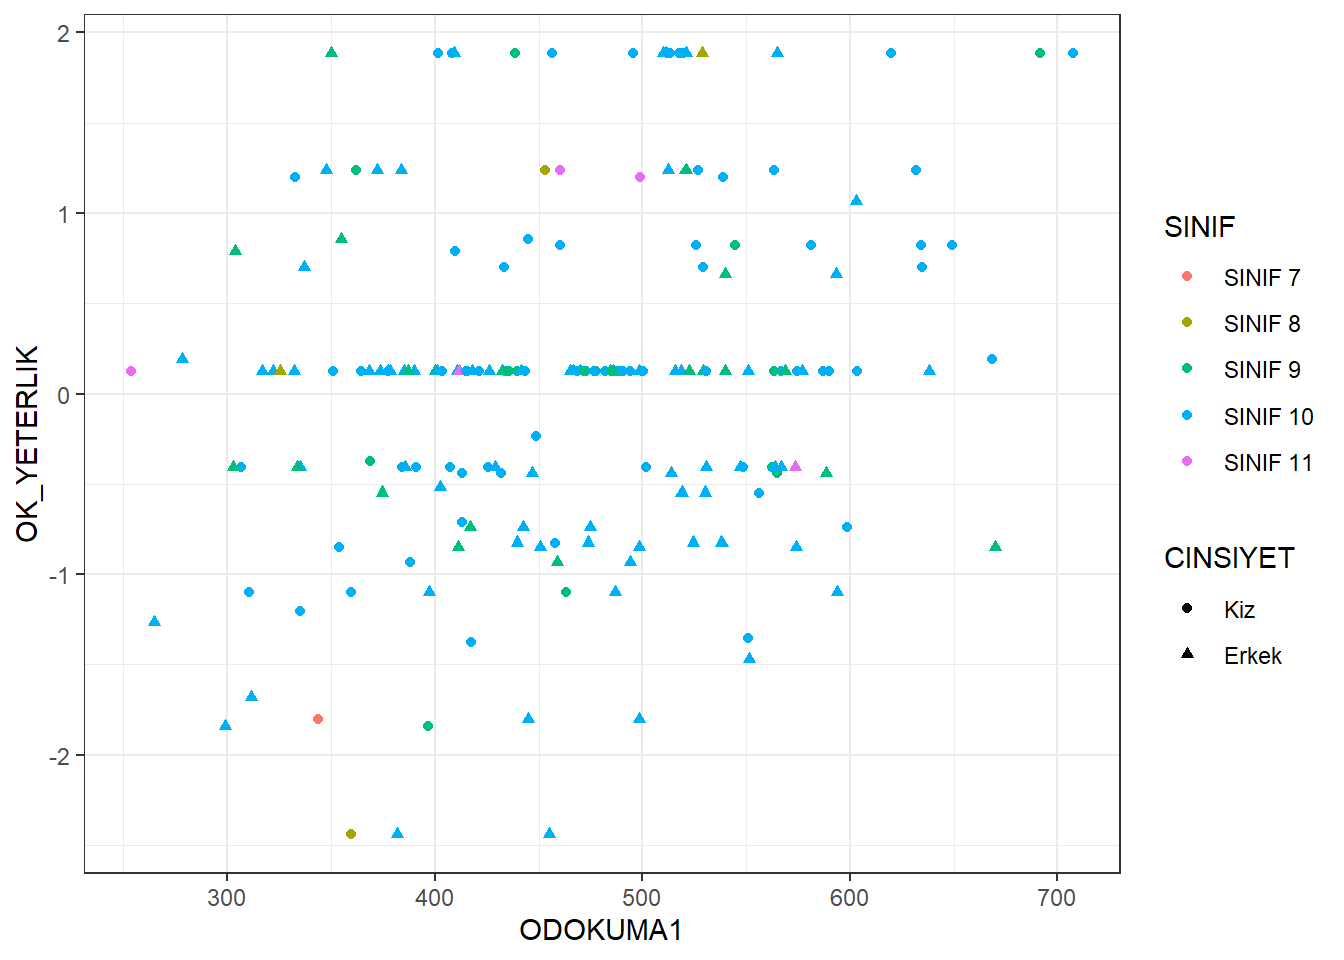 2
1
0
-1
-2
OK_YETERLIK
300
400
500
600
700
ODOKUMA1
SINIF
SINIF 7
SINIF 8
SINIF 9
SINIF 10
SINIF 11
CINSIYET
Kiz
Erkek